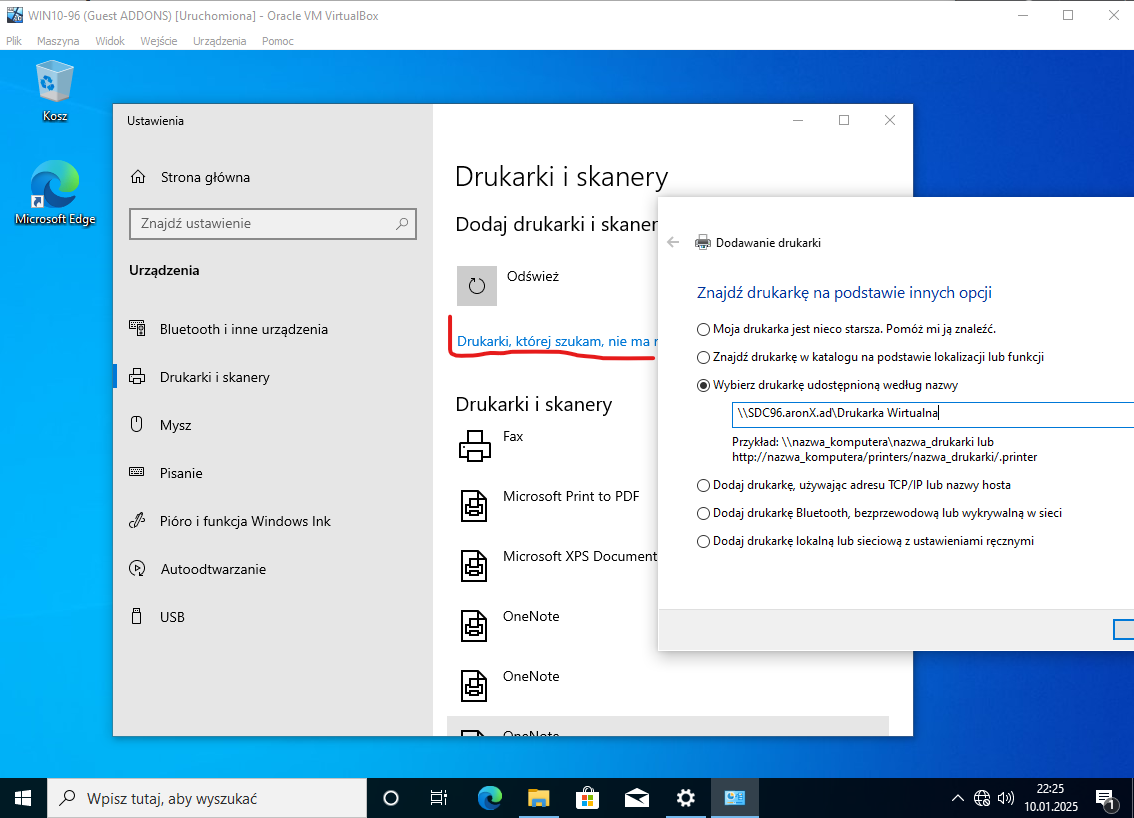 WIN10-96 (Guest ADDONS) [Uruchomiona] - Oracle VM VirtualBox
Plik Maszyna Widok Wejście Urządzenia Pomoc
Kosz
Microsoft Edge
Ustawienia
Strona główna
Znajdź ustawienie
Urządzenia
Bluetooth i inne urządzenia
Drukarki i skanery
Mysz
Pisanie
Pióro i funkcja Windows Ink
Autoodtwarzanie
USB
Drukarki i skanery
Dodaj drukarki i skaner
Odśwież
Drukarki, której szukam, nie ma
Drukarki i skanery
Fax
Microsoft Print to PDF
Microsoft XPS Document
OneNote
OneNote
OneNote
Dodawanie drukarki
Znajdź drukarkę na podstawie innych opcji
Moja drukarka jest nieco starsza. Pomóż mi ją znaleźć.
Znajdź drukarkę w katalogu na podstawie lokalizacji lub funkcji
Wybierz drukarkę udostępnioną według nazwy
\\SDC96.aronX.ad\Drukarka Wirtualna
Przykład: \\nazwa_komputera\nazwa_drukarki lub
http://nazwa_komputera/printers/nazwa_drukarki/.printer
Dodaj drukarkę, używając adresu TCP/IP lub nazwy hosta
Dodaj drukarkę Bluetooth, bezprzewodową lub wykrywalną w sieci
Dodaj drukarkę lokalną lub sieciową z ustawieniami ręcznymi
Wpisz tutaj, aby wyszukać
22:25
10.01.2025
1